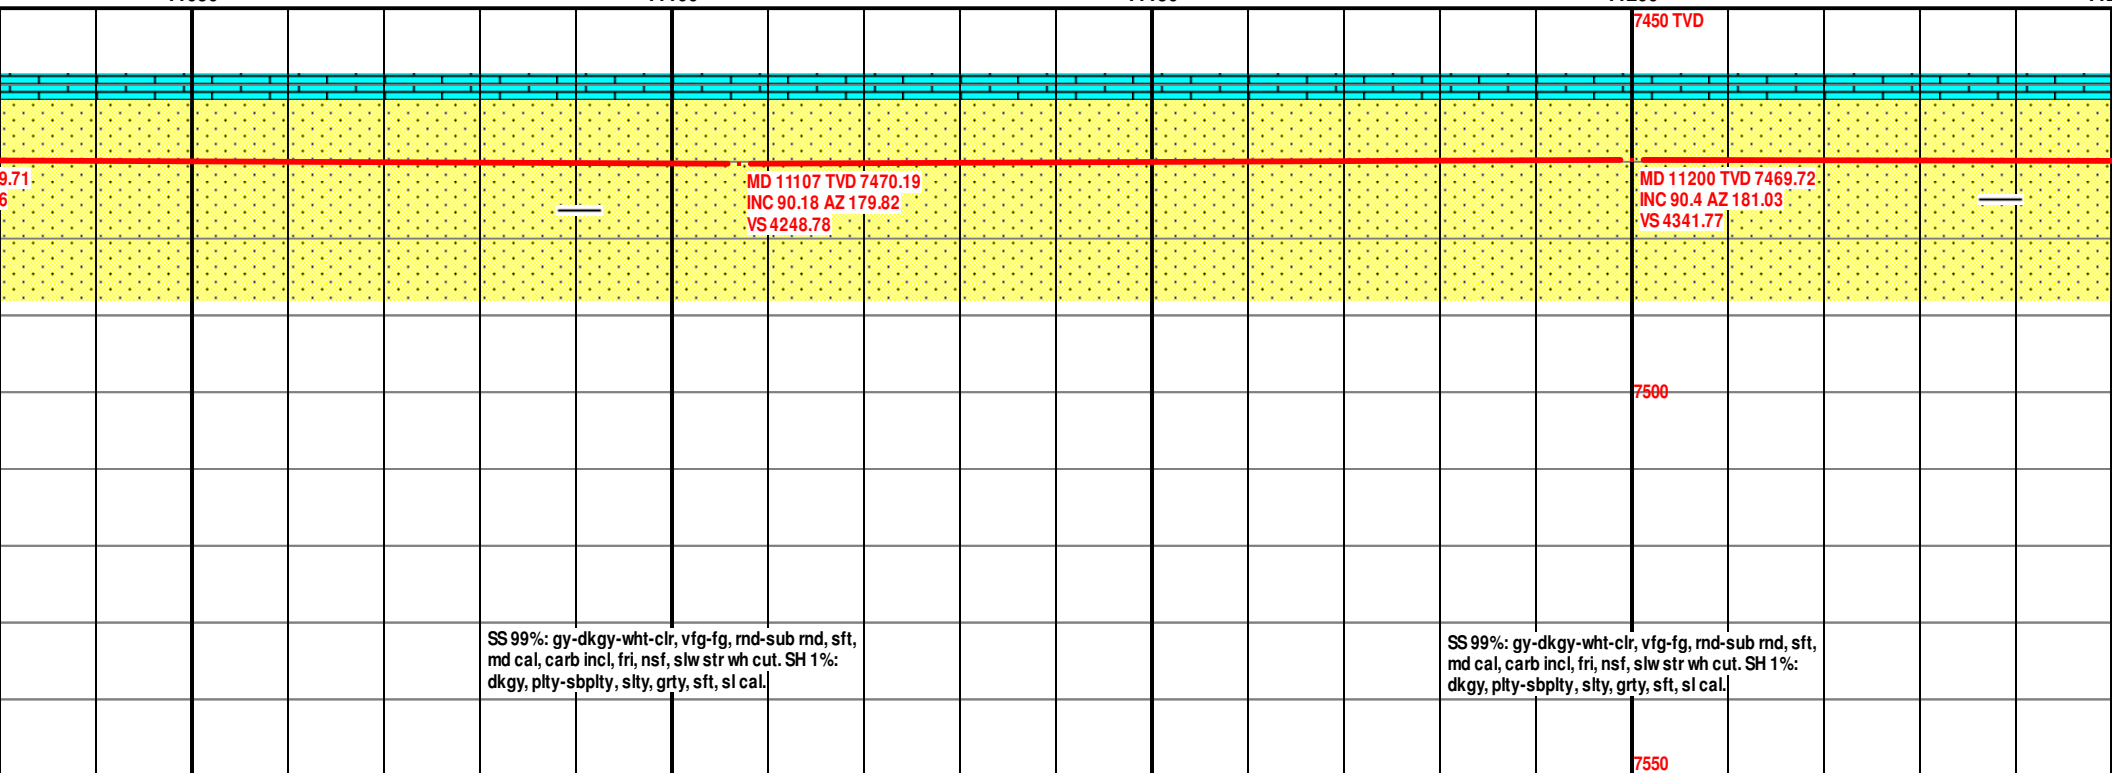 7450 TVD
9.71
6
MD 11107 TVD 7470.19
INC 90.18 AZ 179.82
VS 4248.78
MD 11200 TVD 7469.72
INC 90.4 AZ 181.03
VS 4341.77
7500
SS 99%: gy-dkgy-wht-clr, vfg-fg, rnd-sub rnd, sft,
md cal, carb incl, fri, nsf, slw str wh cut. SH 1%:
dkgy, plty-sbplty, slty, grty, sft, sl cal.
SS 99%: gy-dkgy-wht-clr, vfg-fg, rnd-sub rnd, sft,
md cal, carb incl, fri, nsf, slw str wh cut. SH 1%:
dkgy, plty-sbplty, slty, grty, sft, sl cal.
7550